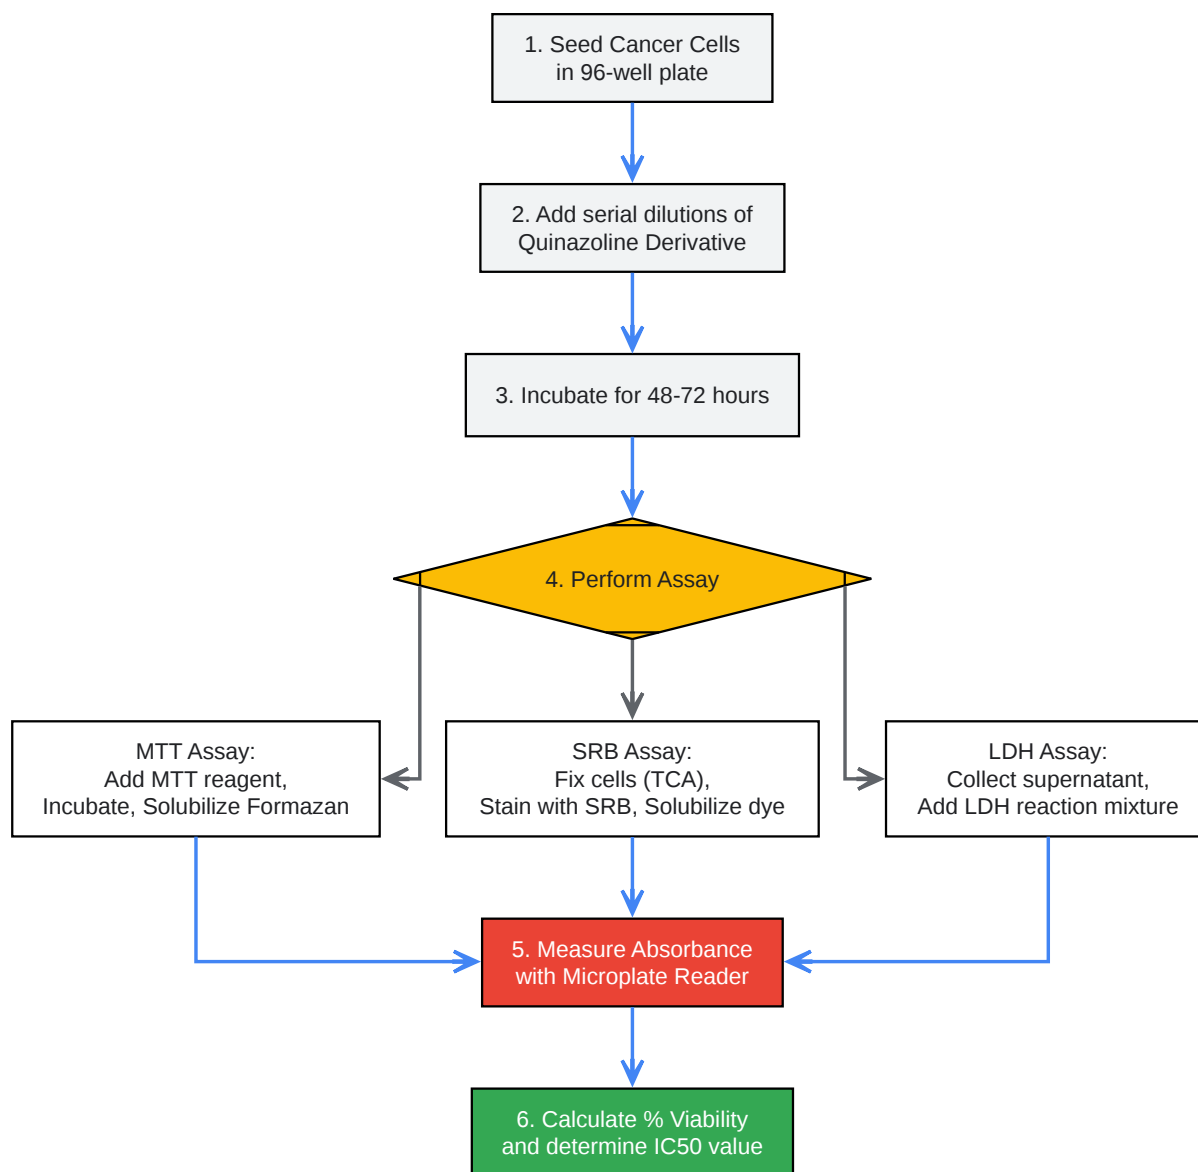 1. Seed Cancer Cells
in 96-well plate
2. Add serial dilutions of
Quinazoline Derivative
3. Incubate for 48-72 hours
4. Perform Assay
MTT Assay:
Add MTT reagent,
Incubate, Solubilize Formazan
SRB Assay:
Fix cells (TCA),
Stain with SRB, Solubilize dye
LDH Assay:
Collect supernatant,
Add LDH reaction mixture
5. Measure Absorbance
with Microplate Reader
6. Calculate % Viability
and determine IC50 value